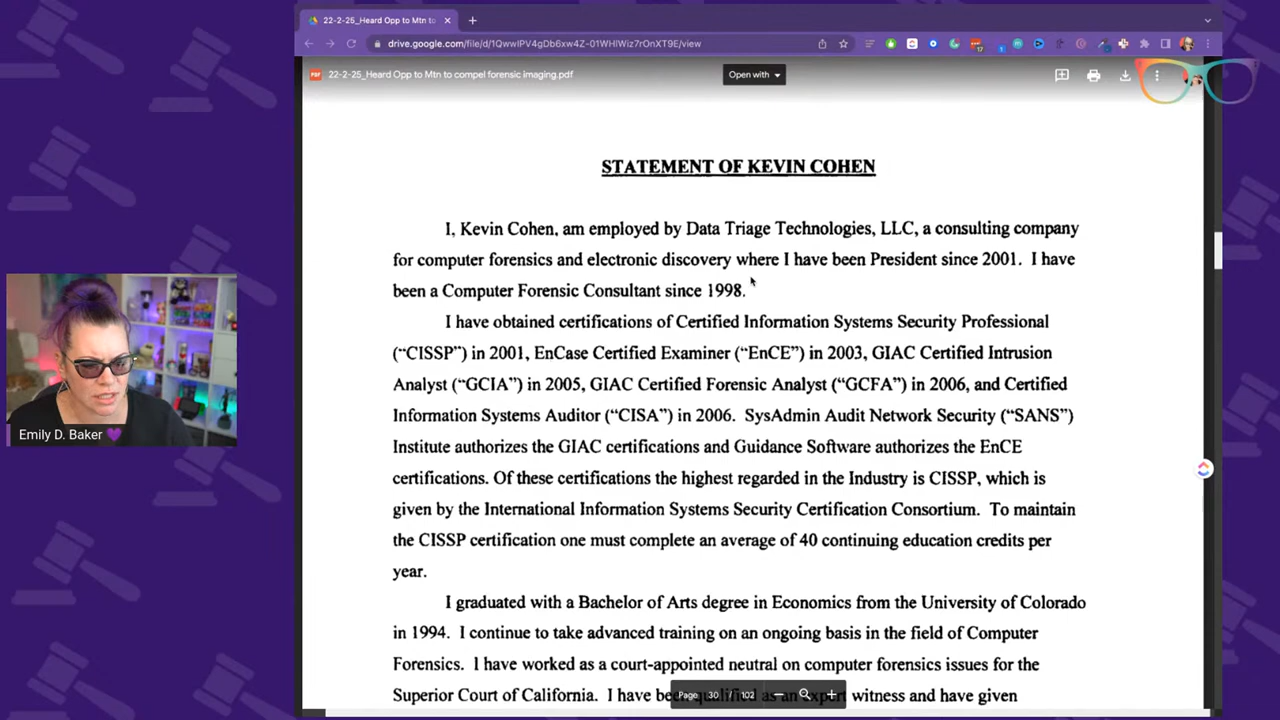 22-2-25_Heard Opp to Mtn to
drive.google.com/file/d/1QwwIPV4gDb6xw4Z-01WHIWiz7rOnXT9E/view
PDF 22-2-25_Heard Opp to Mtn to compel forensic imaging.pdf
Open with
STATEMENT OF KEVIN COHEN
I, Kevin Cohen, am employed by Data Triage Technologies, LLC, a consulting company
for computer forensics and electronic discovery where I have been President since 2001. I have
been a Computer Forensic Consultant since 1998.
I have obtained certifications of Certified Information Systems Security Professional
(“CISSP”) in 2001, EnCase Certified Examiner (“EnCE”) in 2003, GIAC Certified Intrusion
Analyst (“GCIA”) in 2005, GIAC Certified Forensic Analyst (“GCFA”) in 2006, and Certified
Information Systems Auditor (“CISA”) in 2006. SysAdmin Audit Network Security (“SANS”)
Institute authorizes the GIAC certifications and Guidance Software authorizes the EnCE
certifications. Of these certifications the highest regarded in the Industry is CISSP, which is
given by the International Information Systems Security Certification Consortium. To maintain
the CISSP certification one must complete an average of 40 continuing education credits per
year.
I graduated with a Bachelor of Arts degree in Economics from the University of Colorado
in 1994. I continue to take advanced training on an ongoing basis in the field of Computer
Forensics. I have worked as a court-appointed neutral on computer forensics issues for the
Superior Court of California. I have been qualified as an expert witness and have given
Page 30 / 102
Emily D. Baker 💜